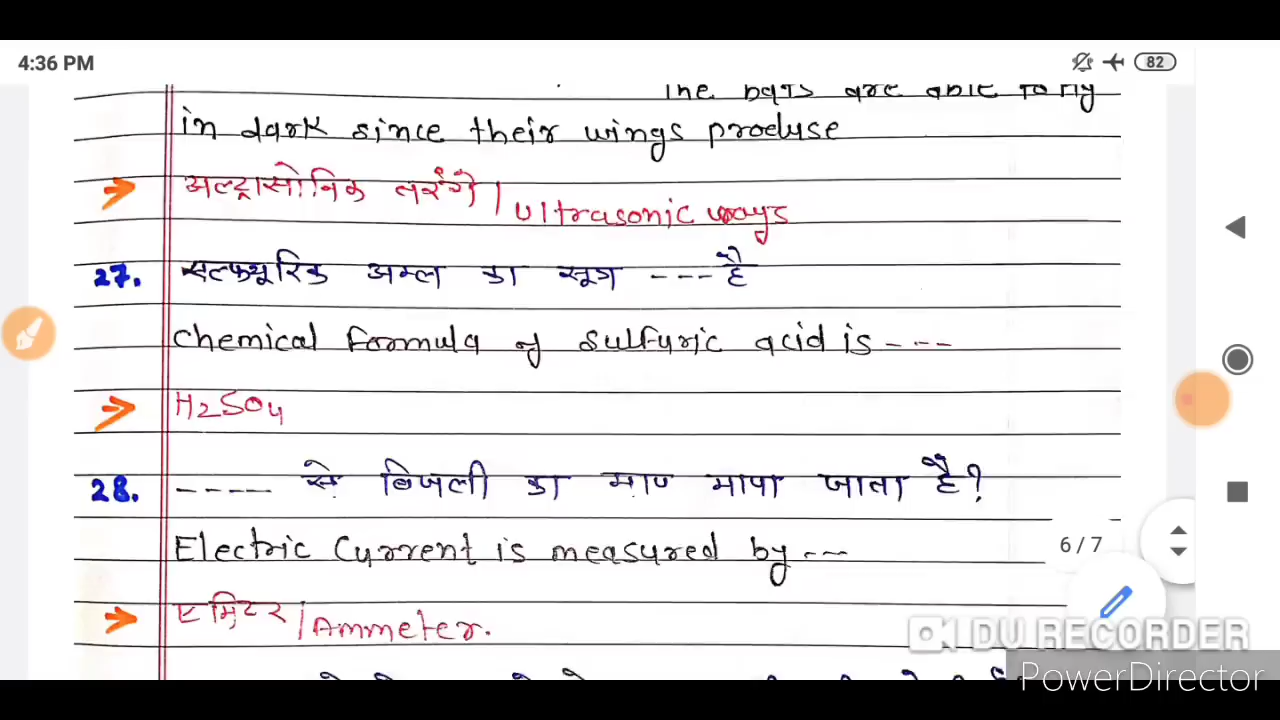 4:36 PM
82
The bats are able to fly
in dark since their wings produse
अल्ट्रासोनिक तरंगे / Ultrasonic ways
27. सल्फ्यूरिक अम्ल का सूत्र ---है
Chemical Formula of Sulfuric acid is ---
H2SO4
28. ---- से बिजली का माप मापा जाता है?
Electric Current is measured by ---
6 / 7
एमिटर / Ammeter.
DU RECORDER
PowerDirector